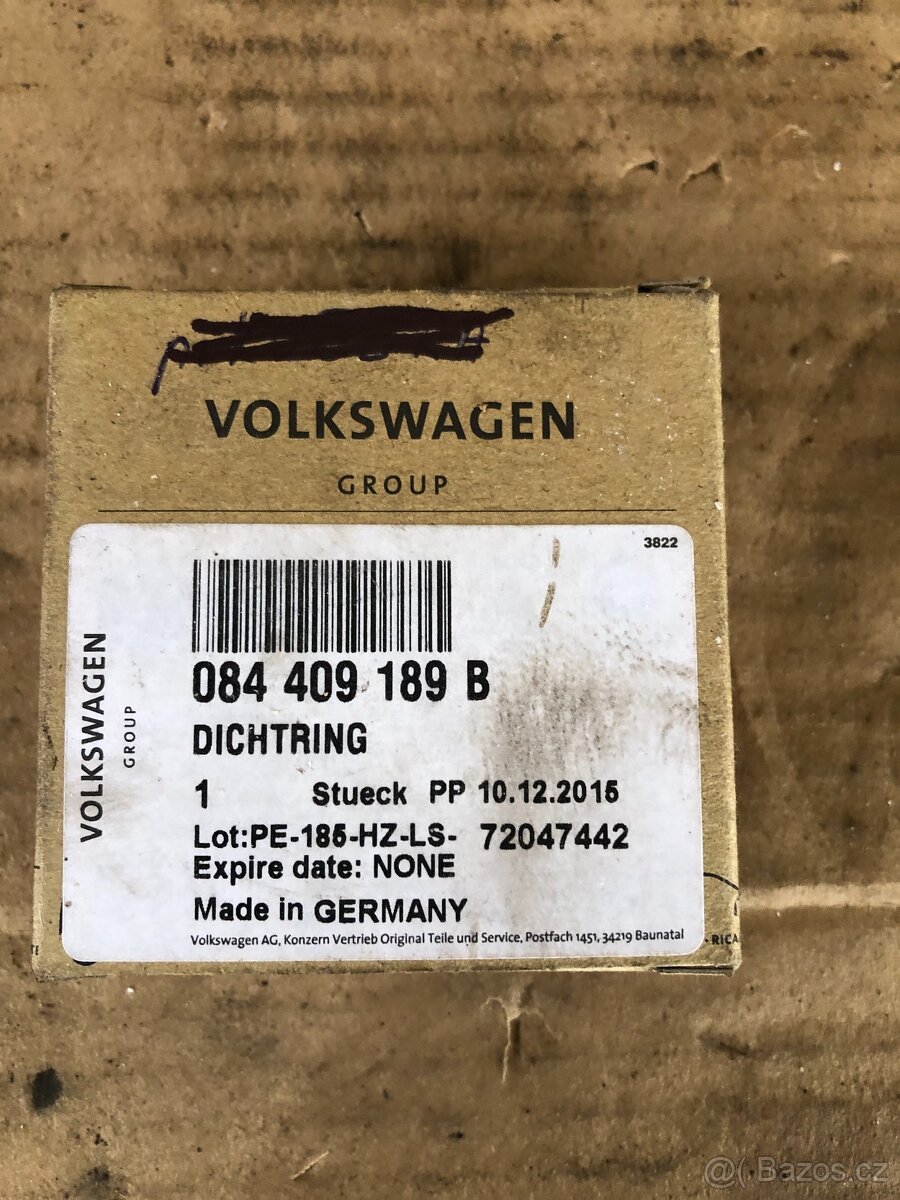 VOLKSWAGEN
GROUP
3822
VOLKSWAGEN
GROUP
084 409 189 B
DICHTRING
1 Stueck PP 10.12.2015
Lot:PE-185-HZ-LS- 72047442
Expire date: NONE
Made in GERMANY
Volkswagen AG, Konzern Vertrieb Original Teile und Service, Postfach 1451, 34219 Baunatal
RICA
@( Bazos.cz